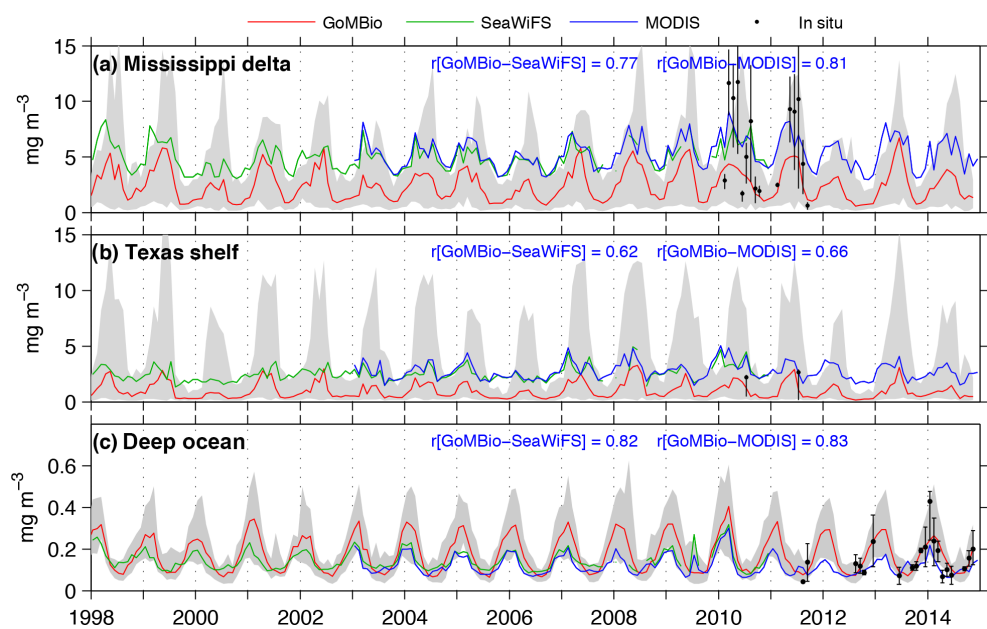 GoMBio SeaWiFS MODIS In situ
(a) Mississippi delta r[GoMBio−SeaWiFS] = 0.77 r[GoMBio−MODIS] = 0.81
mg m−3
15
10
5
0
(b) Texas shelf r[GoMBio−SeaWiFS] = 0.62 r[GoMBio−MODIS] = 0.66
mg m−3
15
10
5
0
(c) Deep ocean r[GoMBio−SeaWiFS] = 0.82 r[GoMBio−MODIS] = 0.83
mg m−3
0.6
0.4
0.2
0.0
1998 2000 2002 2004 2006 2008 2010 2012 2014